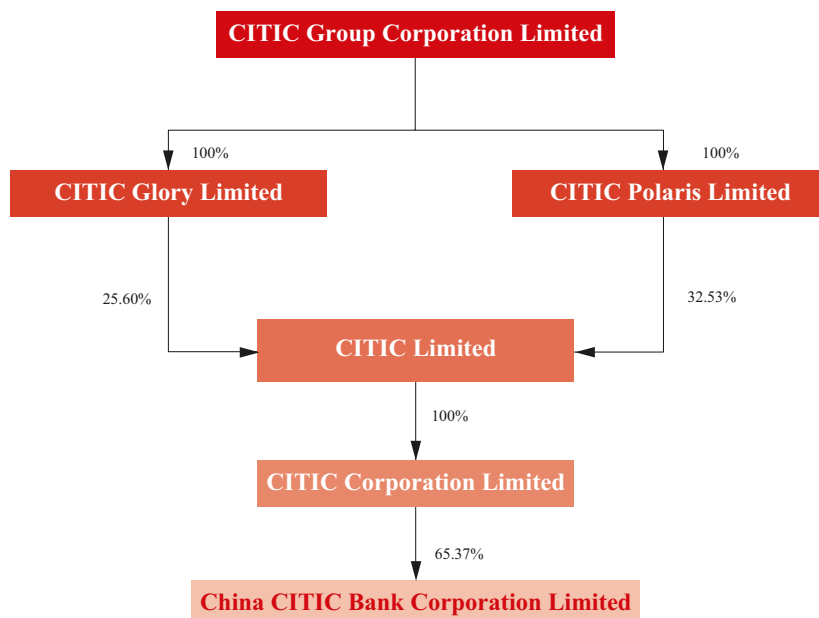 CITIC Group Corporation Limited
100%
100%
CITIC Glory Limited
CITIC Polaris Limited
25.60%
32.53%
CITIC Limited
100%
CITIC Corporation Limited
65.37%
China CITIC Bank Corporation Limited